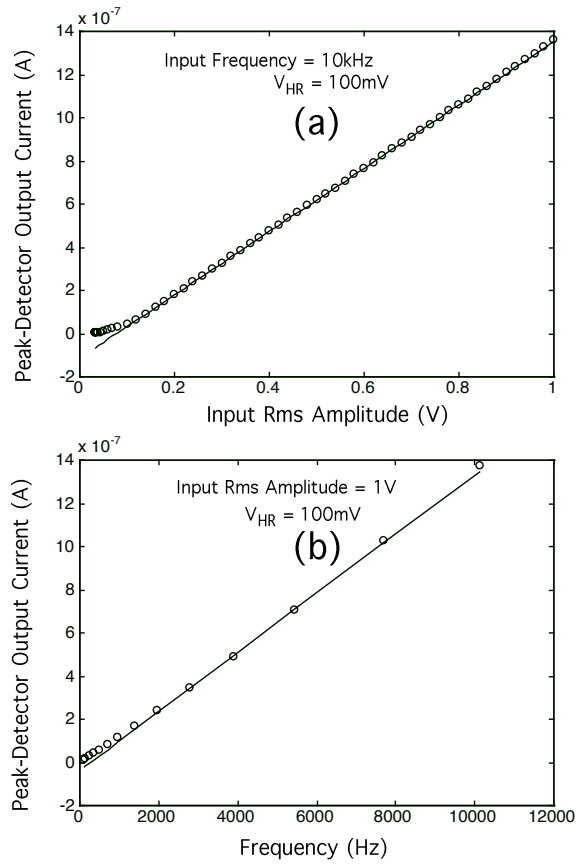 x 10-7
14
12
10
8
6
4
2
0
-2
Peak-Detector Output Current (A)
Input Frequency = 10kHz
VHR = 100mV
(a)
0 0.2 0.4 0.6 0.8 1
Input Rms Amplitude (V)
x 10-7
14
12
10
8
6
4
2
0
-2
Peak-Detector Output Current (A)
Input Rms Amplitude = 1V
VHR = 100mV
(b)
0 2000 4000 6000 8000 10000 12000
Frequency (Hz)